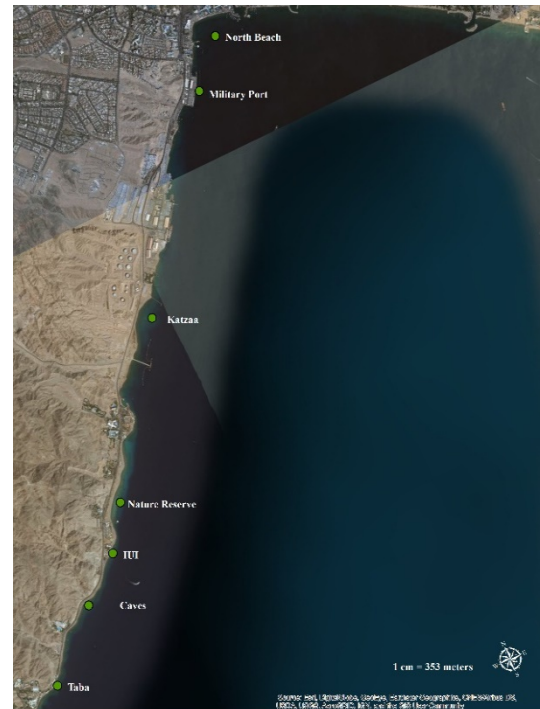 North Beach
Military Port
Katzaa
Nature Reserve
IUI
Caves
Taba
1 cm = 353 meters